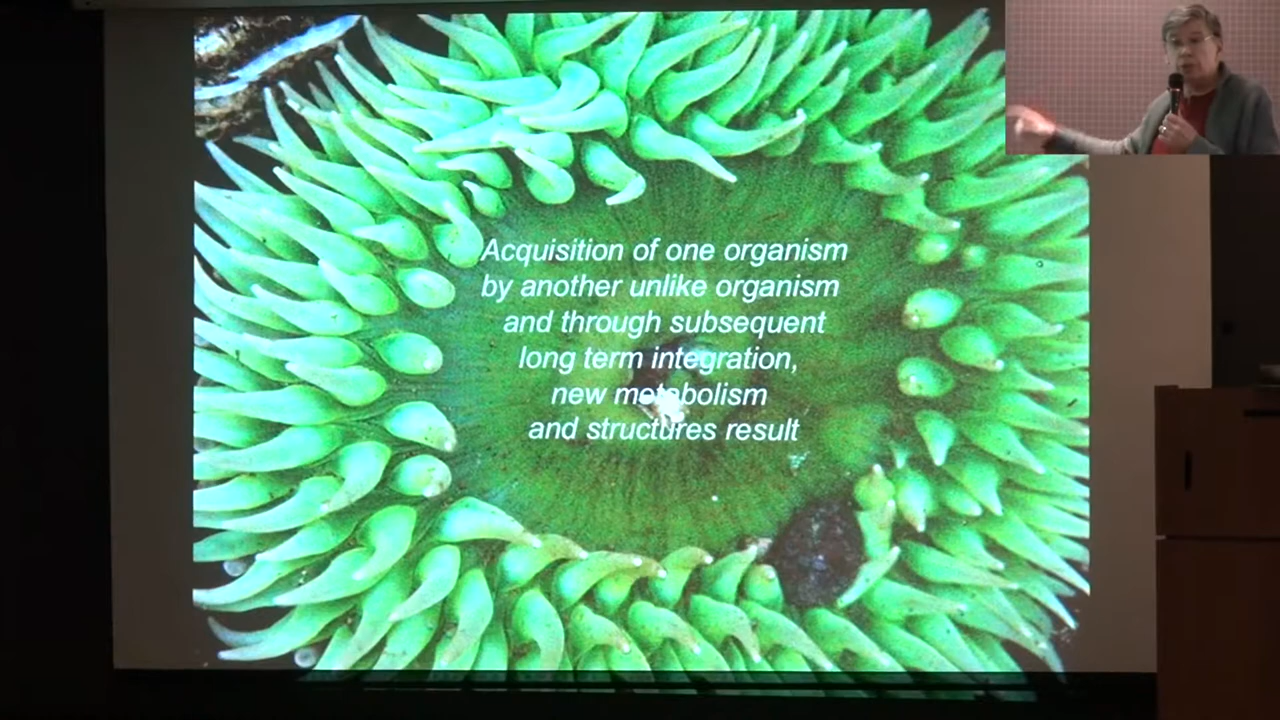 Acquisition of one organism
by another unlike organism
and through subsequent
long term integration,
new metabolism
and structures result